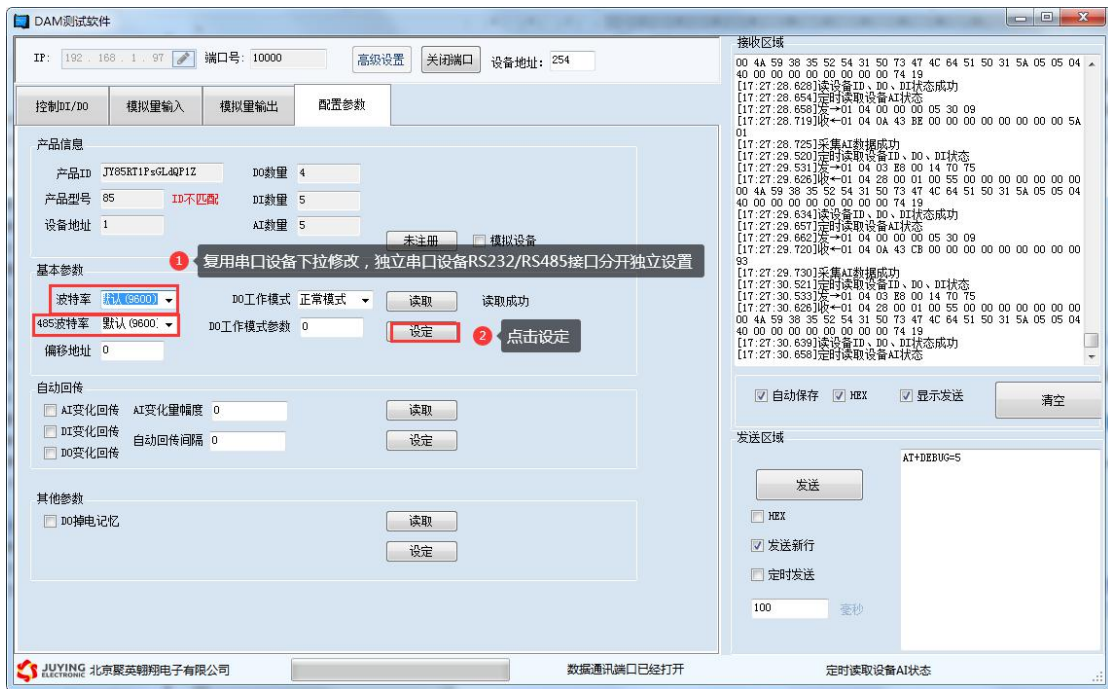 DAM测试软件
IP: 192 . 168 . 1 . 97 端口号: 10000 高级设置 关闭端口 设备地址: 254
控制DI/DO 模拟量输入 模拟量输出 配置参数
产品信息
产品ID JY85RT1PsGLdQP1Z DO数量 4
产品型号 85 ID不匹配 DI数量 5
设备地址 1 AI数量 5
未注册 模拟设备
1 复用串口设备下拉修改，独立串口设备RS232/RS485接口分开独立设置
基本参数
波特率 默认(9600) DO工作模式 正常模式 读取 读取成功
485波特率 默认(9600) DO工作模式参数 0 设定 2 点击设定
偏移地址 0
自动回传
AI变化回传 AI变化量幅度 0 读取
DI变化回传 自动回传间隔 0 设定
DO变化回传
其他参数
DO掉电记忆 读取
设定
接收区域
00 4A 59 38 35 52 54 31 50 73 47 4C 64 51 50 31 5A 05 05 04
40 00 00 00 00 00 00 00 74 19
[17:27:28.628]读设备ID、DO、DI状态成功
[17:27:28.654]定时读取设备AI状态
[17:27:28.658]发→01 04 00 00 00 05 30 09
[17:27:28.719]收←01 04 0A 43 BE 00 00 00 00 00 00 00 00 5A
01
[17:27:28.725]采集AI数据成功
[17:27:29.520]定时读取设备ID、DO、DI状态
[17:27:29.531]发→01 04 03 E8 00 14 70 75
[17:27:29.626]收←01 04 28 00 01 00 55 00 00 00 00 00 00 00
00 4A 59 38 35 52 54 31 50 73 47 4C 64 51 50 31 5A 05 05 04
40 00 00 00 00 00 00 00 74 19
[17:27:29.634]读设备ID、DO、DI状态成功
[17:27:29.657]定时读取设备AI状态
[17:27:29.662]发→01 04 00 00 00 05 30 09
[17:27:29.720]收←01 04 0A 43 CB 00 00 00 00 00 00 00 00
93
[17:27:29.730]采集AI数据成功
[17:27:30.521]定时读取设备ID、DO、DI状态
[17:27:30.533]发→01 04 03 E8 00 14 70 75
[17:27:30.626]收←01 04 28 00 01 00 55 00 00 00 00 00 00 00
00 4A 59 38 35 52 54 31 50 73 47 4C 64 51 50 31 5A 05 05 04
40 00 00 00 00 00 00 00 74 19
[17:27:30.639]读设备ID、DO、DI状态成功
[17:27:30.658]定时读取设备AI状态
自动保存 HEX 显示发送 清空
发送区域
AT+DEBUG=5
发送
HEX
发送新行
定时发送
100 毫秒
JUYING ELECTRONIC 北京聚英翱翔电子有限公司 数据通讯端口已经打开 定时读取设备AI状态